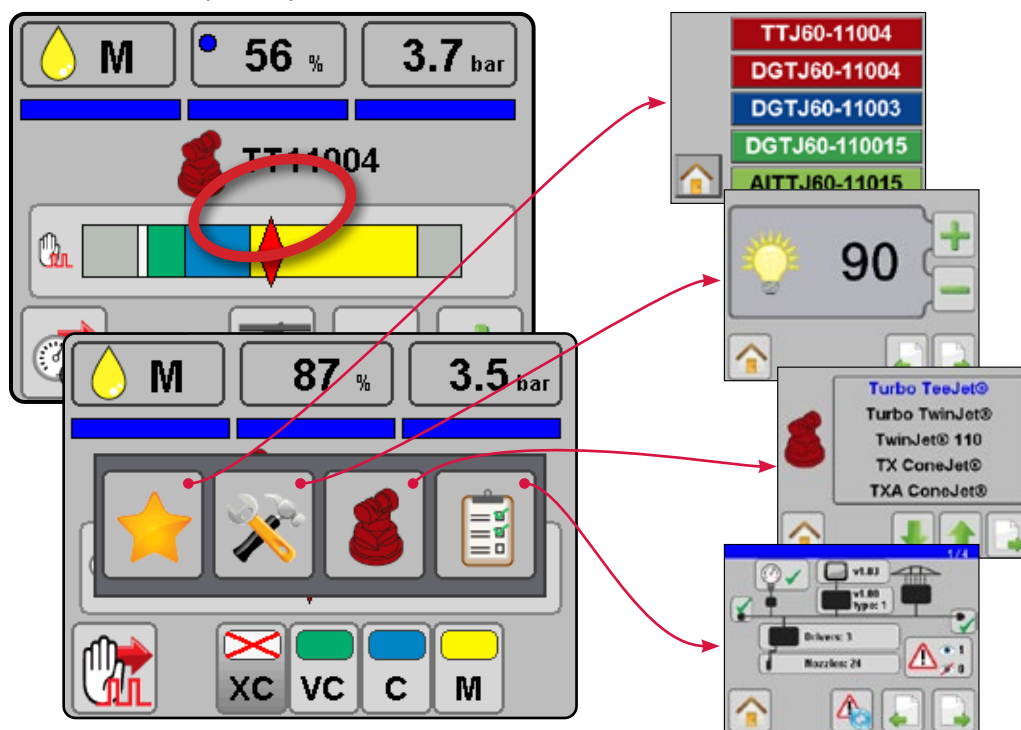 M
56 %
3.7 bar
TT11004
M
87 %
3.5 bar
XC
VC
C
M
TTJ60-11004
DGTJ60-11004
DGTJ60-11003
DGTJ60-110015
AITTJ60-11015
90
Turbo TeeJet®
Turbo TwinJet®
TwinJet® 110
TX ConeJet®
TXA ConeJet®
1/4
v1.03
v1.00
type: 1
Drivers: 3
Nozzles: 24
1
0